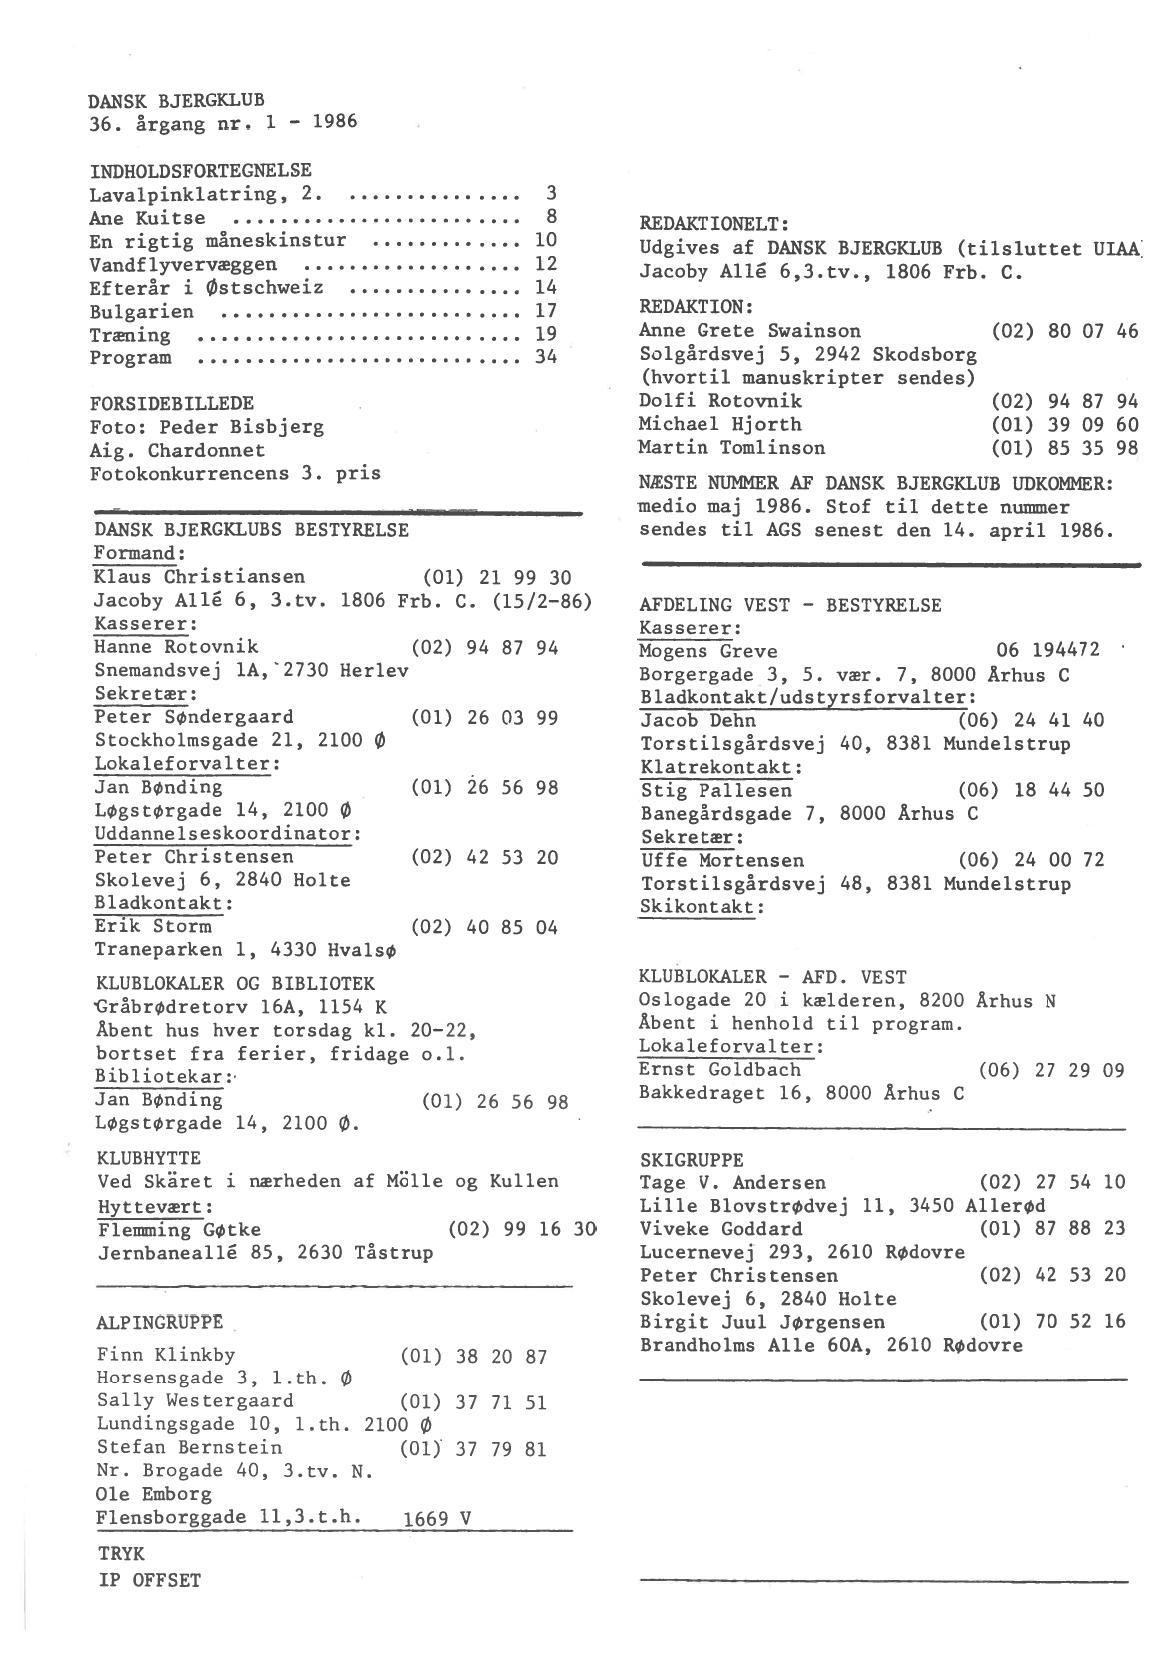 DANSK BJERGKLUB
36. årgang nr. 1 - 1986
INDHOLDSFORTEGNELSE
Lavalpinklatring, 2. ............... 3
Ane Kuitse ......................... 8
En rigtig måneskinstur ............. 10
Vandflyvervæggen ................... 12
Efterår i Østschweiz ............... 14
Bulgarien .......................... 17
Træning ............................ 19
Program ............................ 34
FORSIDEBILLEDE
Foto: Peder Bisbjerg
Aig. Chardonnet
Fotokonkurrencens 3. pris
DANSK BJERGKLUBS BESTYRELSE
Formand:
Klaus Christiansen (01) 21 99 30
Jacoby Allé 6, 3.tv. 1806 Frb. C. (15/2-86)
Kasserer:
Hanne Rotovnik (02) 94 87 94
Snemandsvej 1A, 2730 Herlev
Sekretær:
Peter Søndergaard (01) 26 03 99
Stockholmsgade 21, 2100 Ø
Lokaleforvalter:
Jan Bønding (01) 26 56 98
Løgstørgade 14, 2100 Ø
Uddannelseskoordinator:
Peter Christensen (02) 42 53 20
Skolevej 6, 2840 Holte
Bladkontakt:
Erik Storm (02) 40 85 04
Traneparken 1, 4330 Hvalsø
KLUBLOKALER OG BIBLIOTEK
Gråbrødretorv 16A, 1154 K
Åbent hus hver torsdag kl. 20-22,
bortset fra ferier, fridage o.l.
Bibliotekar:
Jan Bønding (01) 26 56 98
Løgstørgade 14, 2100 Ø.
KLUBHYTTE
Ved Skäret i nærheden af Mölle og Kullen
Hyttevært:
Flemming Gøtke (02) 99 16 30
Jernbaneallé 85, 2630 Tåstrup
ALPINGRUPPE
Finn Klinkby (01) 38 20 87
Horsensgade 3, 1.th. Ø
Sally Westergaard (01) 37 71 51
Lundingsgade 10, 1.th. 2100 Ø
Stefan Bernstein (01) 37 79 81
Nr. Brogade 40, 3.tv. N.
Ole Emborg
Flensborggade 11,3.t.h. 1669 V
TRYK
IP OFFSET
REDAKTIONELT:
Udgives af DANSK BJERGKLUB (tilsluttet UIAA
Jacoby Allé 6,3.tv., 1806 Frb. C.
REDAKTION:
Anne Grete Swainson (02) 80 07 46
Solgårdsvej 5, 2942 Skodsborg
(hvortil manuskripter sendes)
Dolfi Rotovnik (02) 94 87 94
Michael Hjorth (01) 39 09 60
Martin Tomlinson (01) 85 35 98
NÆSTE NUMMER AF DANSK BJERGKLUB UDKOMMER:
medio maj 1986. Stof til dette nummer
sendes til AGS senest den 14. april 1986.
AFDELING VEST - BESTYRELSE
Kasserer:
Mogens Greve 06 194472
Borgergade 3, 5. vær. 7, 8000 Århus C
Bladkontakt/udstyrsforvalter:
Jacob Dehn (06) 24 41 40
Torstilsgårdsvej 40, 8381 Mundelstrup
Klatrekontakt:
Stig Pallesen (06) 18 44 50
Banegårdsgade 7, 8000 Århus C
Sekretær:
Uffe Mortensen (06) 24 00 72
Torstilsgårdsvej 48, 8381 Mundelstrup
Skikontakt:
KLUBLOKALER - AFD. VEST
Oslogade 20 i kælderen, 8200 Århus N
Åbent i henhold til program.
Lokaleforvalter:
Ernst Goldbach (06) 27 29 09
Bakkedraget 16, 8000 Århus C
SKIGRUPPE
Tage V. Andersen (02) 27 54 10
Lille Blovstrødvej 11, 3450 Allerød
Viveke Goddard (01) 87 88 23
Lucernevej 293, 2610 Rødovre
Peter Christensen (02) 42 53 20
Skolevej 6, 2840 Holte
Birgit Juul Jørgensen (01) 70 52 16
Brandholms Alle 60A, 2610 Rødovre